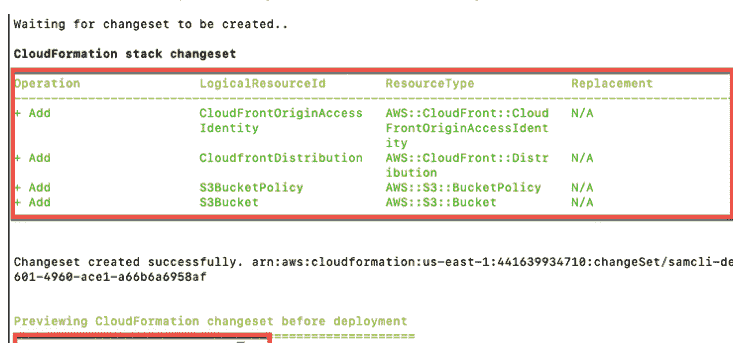 Waiting for changeset to be created..
CloudFormation stack changeset
Operation LogicalResourceId ResourceType Replacement
+ Add CloudFrontOriginAccess AWS::CloudFront::Cloud N/A
Identity FrontOriginAccessIdent
ity
+ Add CloudfrontDistribution AWS::CloudFront::Distr N/A
ibution
+ Add S3BucketPolicy AWS::S3::BucketPolicy N/A
+ Add S3Bucket AWS::S3::Bucket N/A
Changeset created successfully. arn:aws:cloudformation:us-east-1:441639934710:changeSet/samcli-de
601-4960-ace1-a66b6a6958af
Previewing CloudFormation changeset before deployment